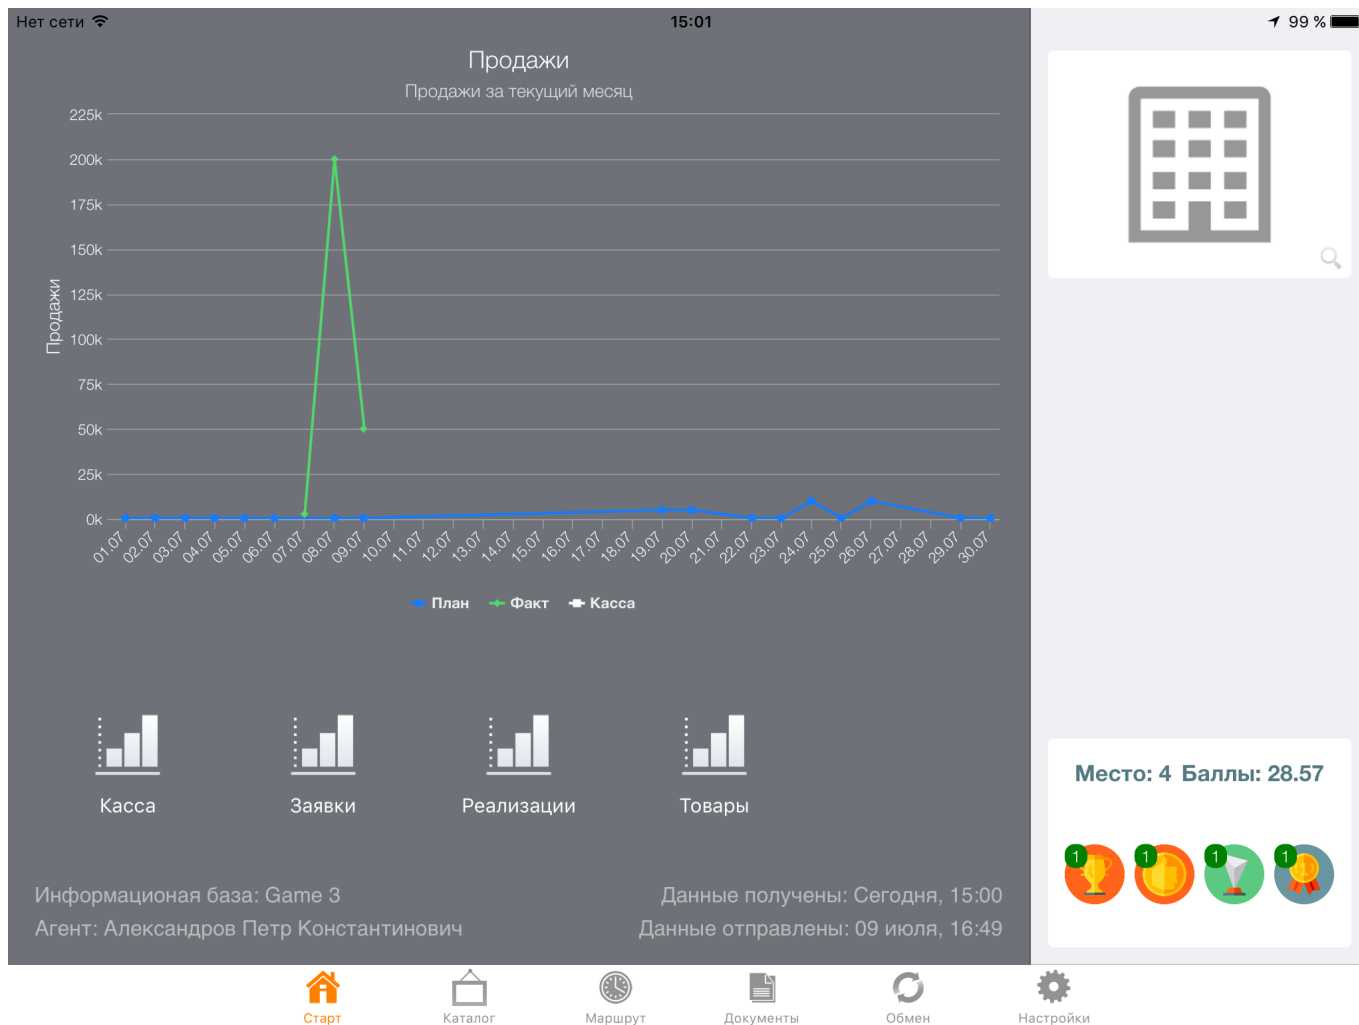 Нет сети
15:01
99 %
Продажи
Продажи за текущий месяц
225k
200k
175k
150k
125k
100k
75k
50k
25k
0k
Продажи
01.07 02.07 03.07 04.07 05.07 06.07 07.07 08.07 09.07 10.07 11.07 12.07 13.07 14.07 15.07 16.07 17.07 18.07 19.07 20.07 21.07 22.07 23.07 24.07 25.07 26.07 27.07 28.07 29.07 30.07
План Факт Касса
Касса Заявки Реализации Товары
Информационая база: Game 3
Агент: Александров Петр Константинович
Данные получены: Сегодня, 15:00
Данные отправлены: 09 июля, 16:49
Место: 4 Баллы: 28.57
1 1 1 1
Старт Каталог Маршрут Документы Обмен Настройки